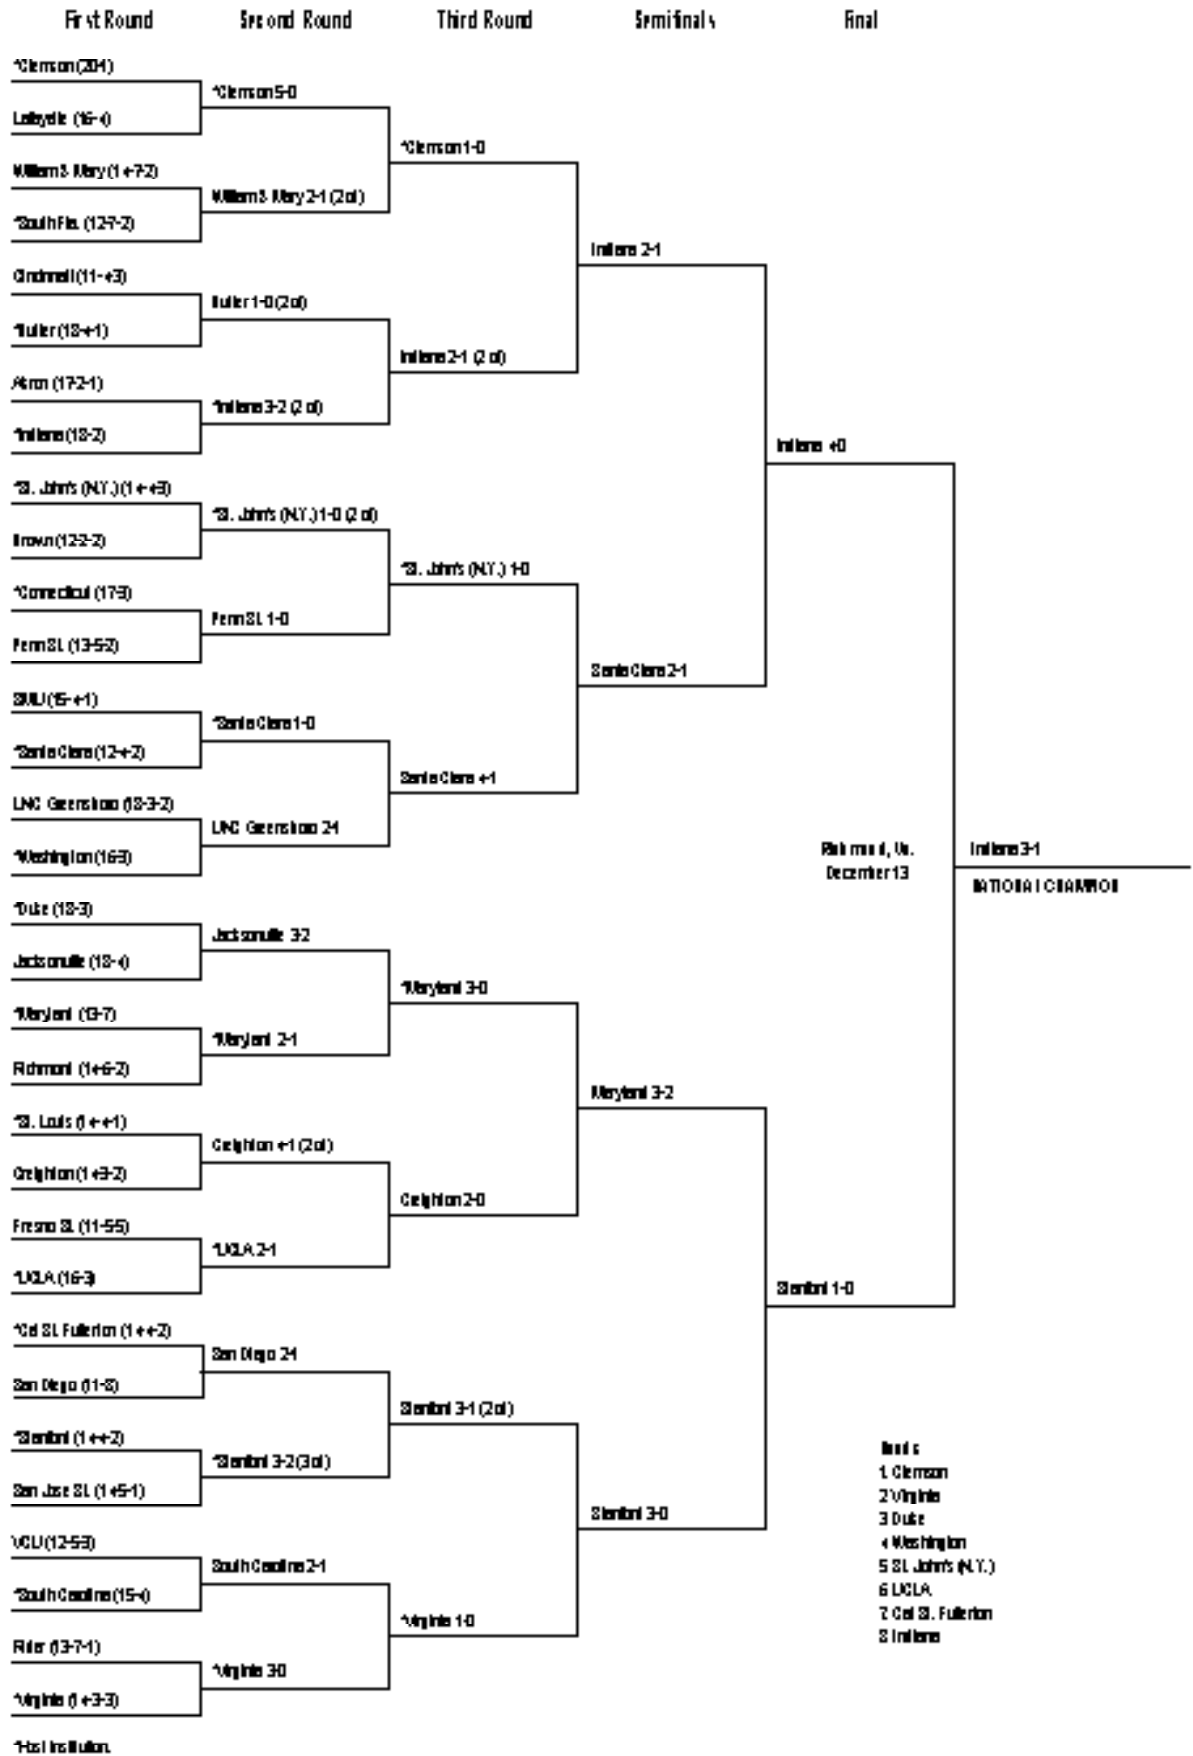 First Round Second Round Third Round Semifinals Final
*Clemson (20-1)
*Clemson 5-0
Lafayette (16-4)
*Clemson 1-0
William & Mary (14-7-2)
William & Mary 2-1 (2 ot)
*South Fla. (12-7-2)
Indiana 2-1
Cincinnati (11-4-3)
Butler 1-0 (2 ot)
*Butler (18-4-1)
Indiana 2-1 (2 ot)
Akron (17-2-1)
*Indiana 3-2 (2 ot)
*Indiana (18-2)
Indiana 4-0
*St. John's (N.Y.) (14-4-3)
*St. John's (N.Y.) 1-0 (2 ot)
Brown (12-2-2)
*St. John's (N.Y.) 1-0
*Connecticut (17-3)
Penn St. 1-0
Penn St. (13-5-2)
Santa Clara 2-1
SMU (15-4-1)
*Santa Clara 1-0
*Santa Clara (12-4-2)
Santa Clara 4-1
UNC Greensboro (18-3-2)
UNC Greensboro 2-1
*Washington (16-3)
Richmond, Va.
December 13
Indiana 3-1
NATIONAL CHAMPION
*Duke (18-3)
Jacksonville 3-2
Jacksonville (18-4)
*Maryland 3-0
*Maryland (13-7)
*Maryland 2-1
Richmond (14-6-2)
Maryland 3-2
*St. Louis (14-4-1)
Creighton 4-1 (2 ot)
Creighton (14-3-2)
Creighton 2-0
Fresno St. (11-5-5)
*UCLA 2-1
*UCLA (16-3)
Stanford 1-0
*Cal St. Fullerton (14-4-2)
San Diego 2-1
San Diego (11-8)
Stanford 3-1 (2 ot)
*Stanford (14-4-2)
*Stanford 3-2 (3 ot)
San Jose St. (14-5-1)
Stanford 3-0
VCU (12-5-3)
South Carolina 2-1
*South Carolina (15-4)
*Virginia 1-0
Rider (13-7-1)
*Virginia 3-0
*Virginia (14-3-3)
Seeds
1. Clemson
2 Virginia
3 Duke
4 Washington
5 St. John's (N.Y.)
6 UCLA
7 Cal St. Fullerton
8 Indiana
*Host institution.